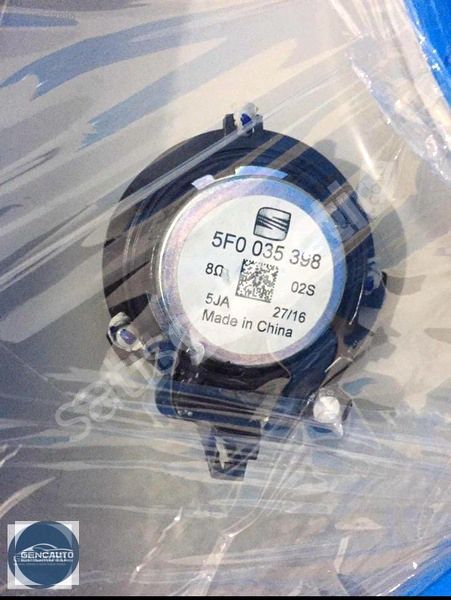 5F0 035 398
8Ω
02S
5JA
27/16
Made in China
GENCAUTO